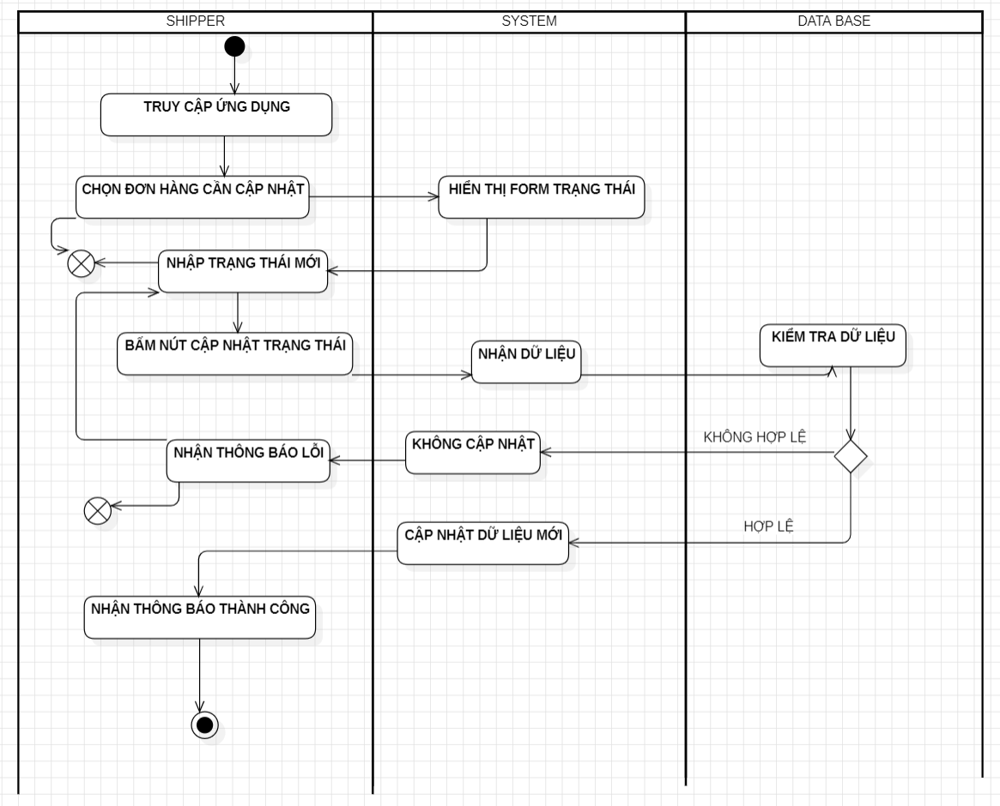 SHIPPER
SYSTEM
DATA BASE
TRUY CẬP ỨNG DỤNG
CHỌN ĐƠN HÀNG CẦN CẬP NHẬT
HIỂN THỊ FORM TRẠNG THÁI
NHẬP TRẠNG THÁI MỚI
BẤM NÚT CẬP NHẬT TRẠNG THÁI
NHẬN DỮ LIỆU
KIỂM TRA DỮ LIỆU
KHÔNG HỢP LỆ
KHÔNG CẬP NHẬT
NHẬN THÔNG BÁO LỖI
HỢP LỆ
CẬP NHẬT DỮ LIỆU MỚI
NHẬN THÔNG BÁO THÀNH CÔNG